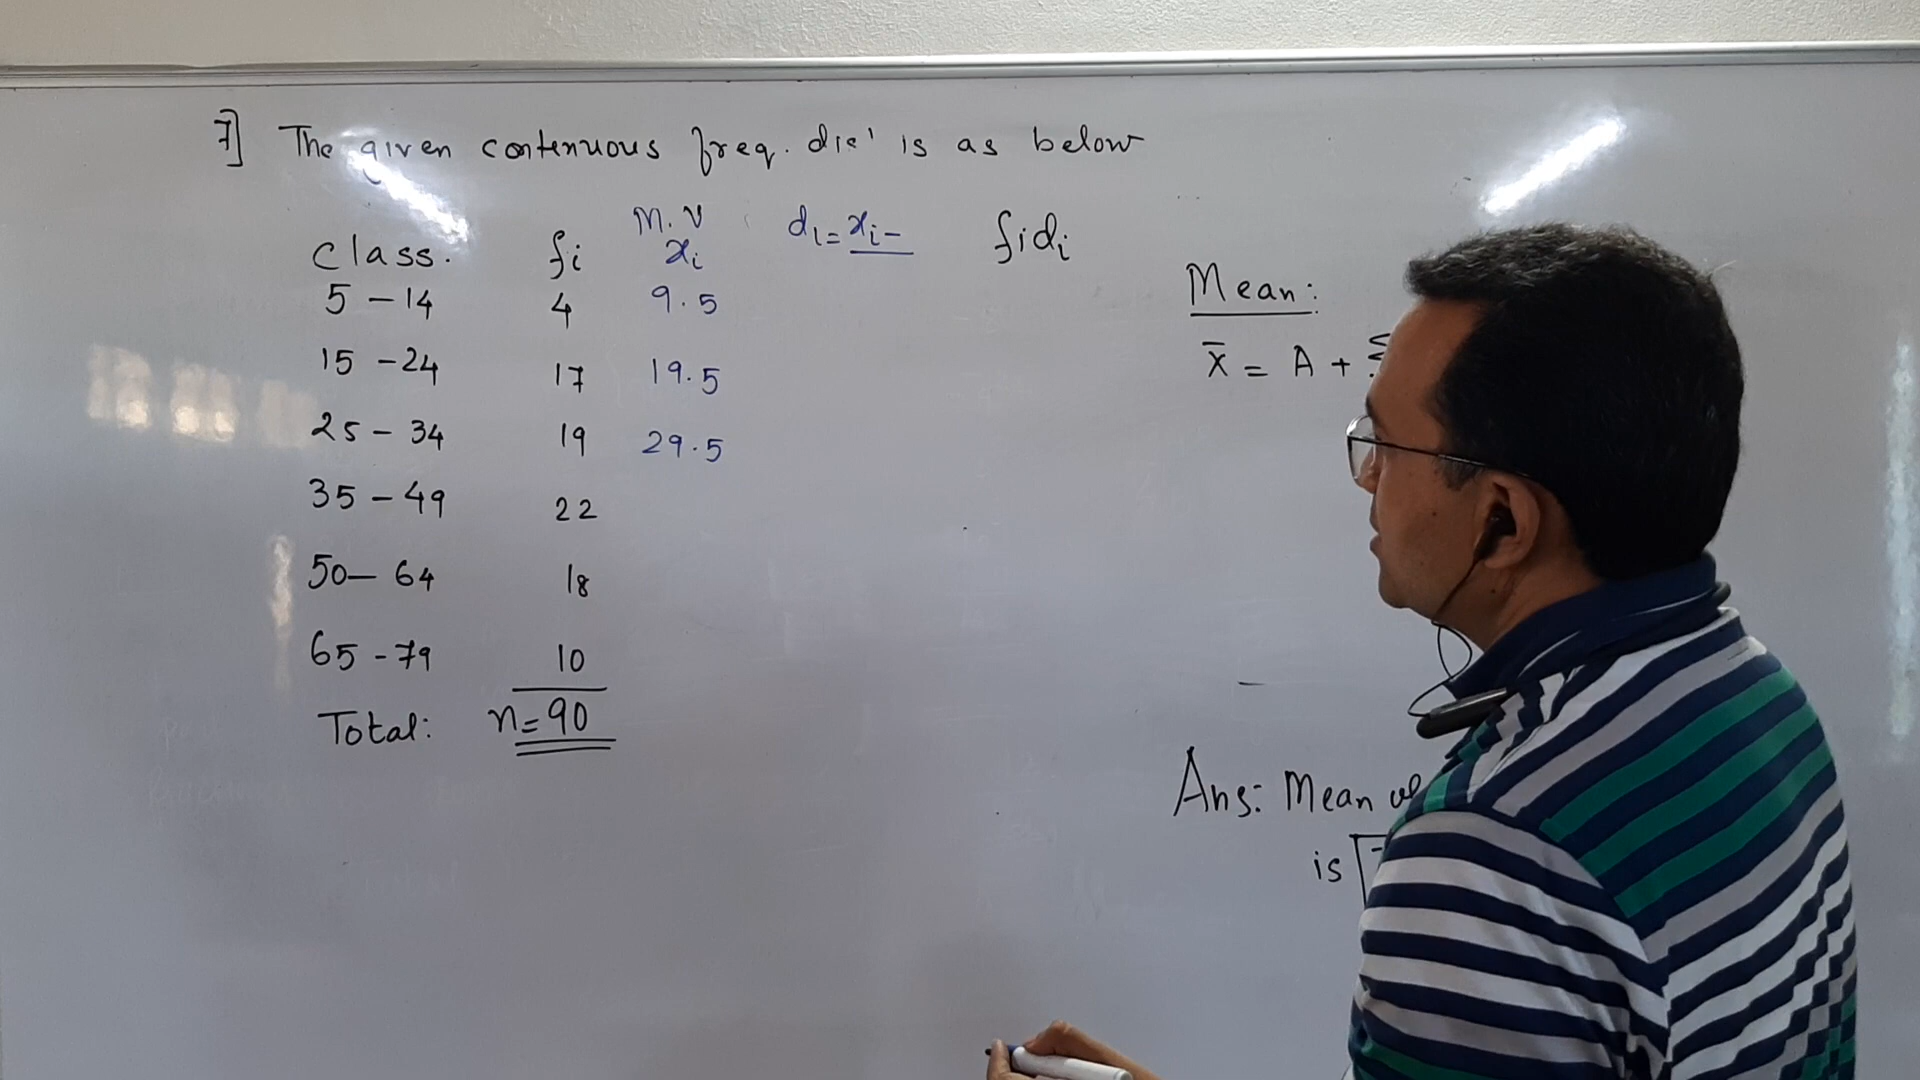 7] The given continuous freq. dis' is as below
class. fi M.V xi di = xi - fidi
5 - 14 4 9.5
15 - 24 17 19.5
25 - 34 19 29.5
35 - 49 22
50 - 64 18
65 - 79 10
Total: n = 90
Mean:
x̄ = A + Σ
Ans: Mean
is